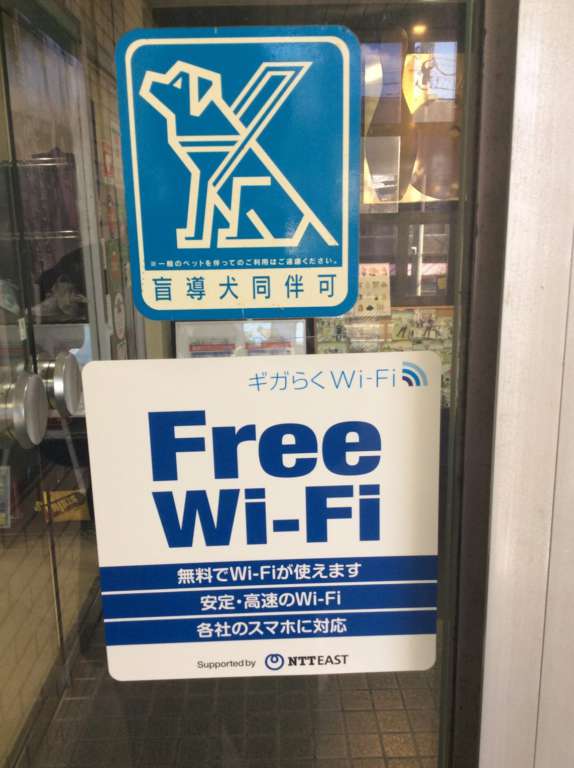 ※一般のペットを伴ってのご利用はご遠慮ください。
盲導犬同伴可
ギガらくWi-Fi
Free
Wi-Fi
無料でWi-Fiが使えます
安定・高速のWi-Fi
各社のスマホに対応
Supported by NTT EAST